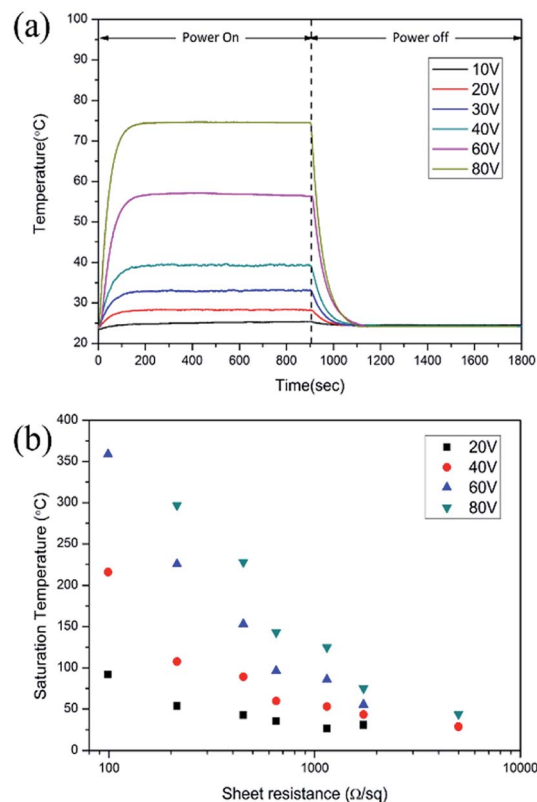 (a)
Power On
Power off
10V
20V
30V
40V
60V
80V
Temperature(°C)
100
90
80
70
60
50
40
30
20
0 200 400 600 800 1000 1200 1400 1600 1800
Time(sec)
(b)
20V
40V
60V
80V
Saturation Temperature (°C)
400
350
300
250
200
150
100
50
0
100 1000 10000
Sheet resistance (Ω/sq)